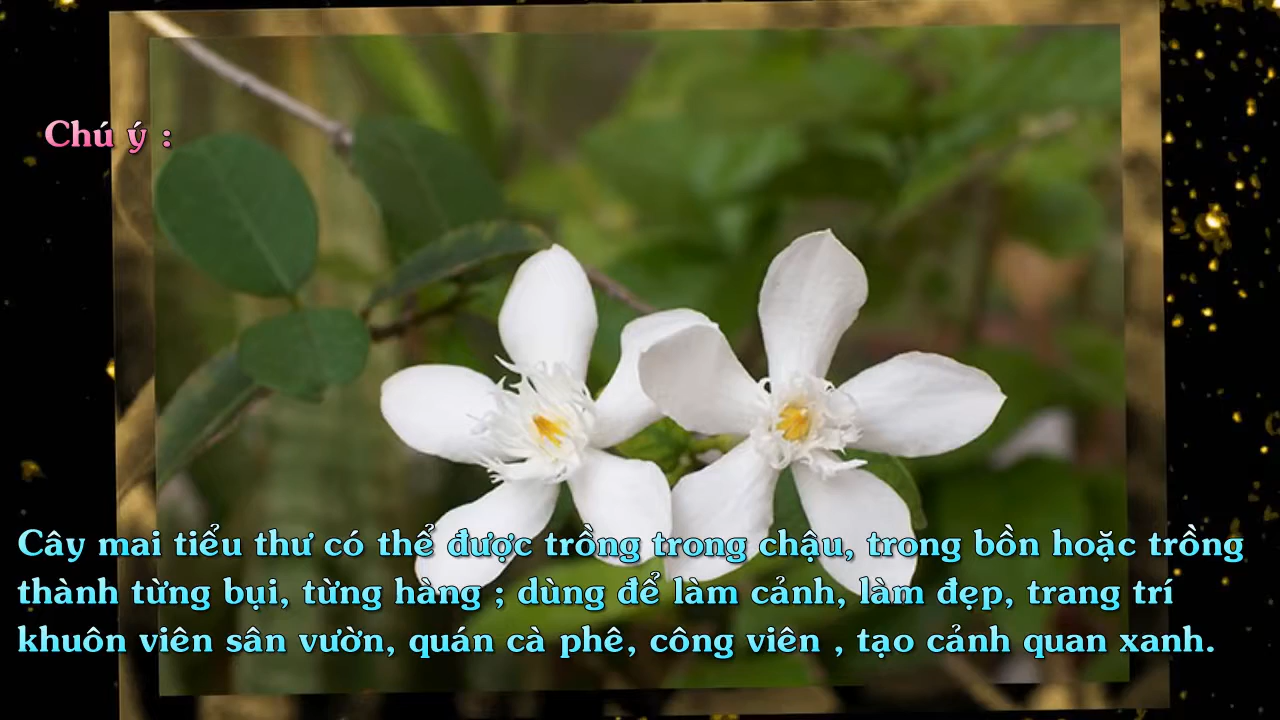 Chú ý :
Cây mai tiểu thư có thể được trồng trong chậu, trong bồn hoặc trồng
thành từng bụi, từng hàng ; dùng để làm cảnh, làm đẹp, trang trí
khuôn viên sân vườn, quán cà phê, công viên , tạo cảnh quan xanh.